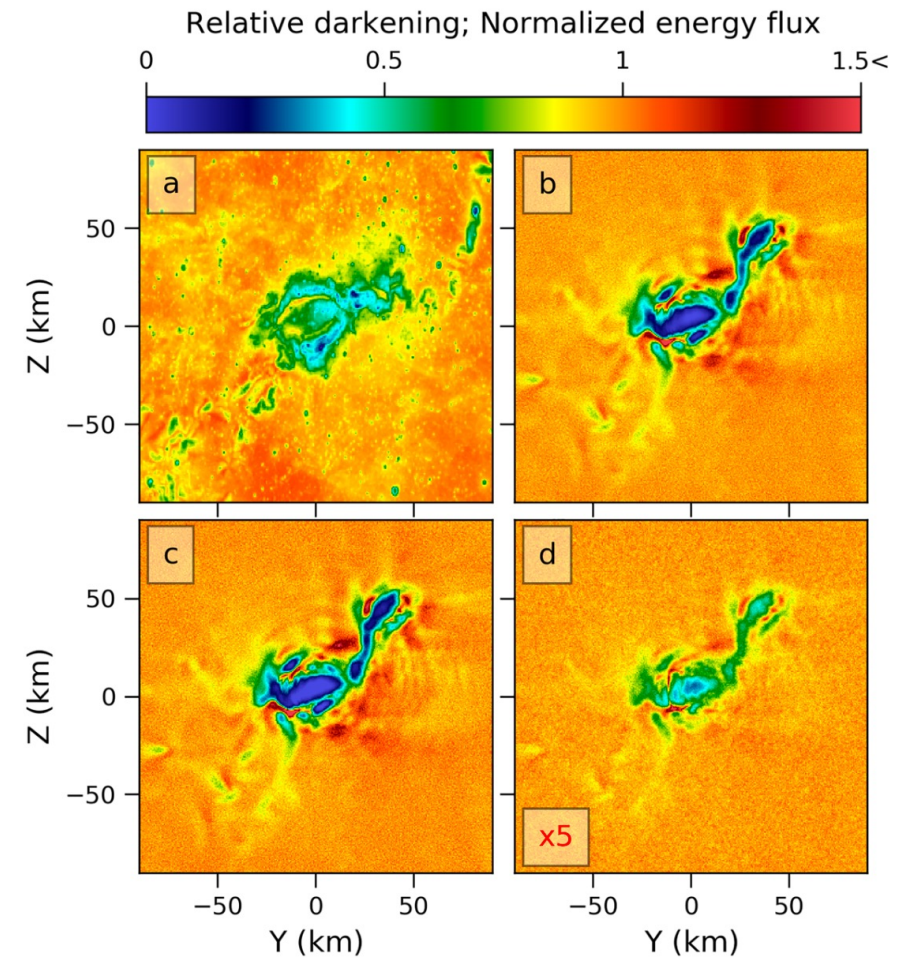 Relative darkening; Normalized energy flux
0 0.5 1 1.5<
a b
50
0
−50
Z (km)
c d
50
0
−50
Z (km)
x5
−50 0 50 −50 0 50
Y (km) Y (km)